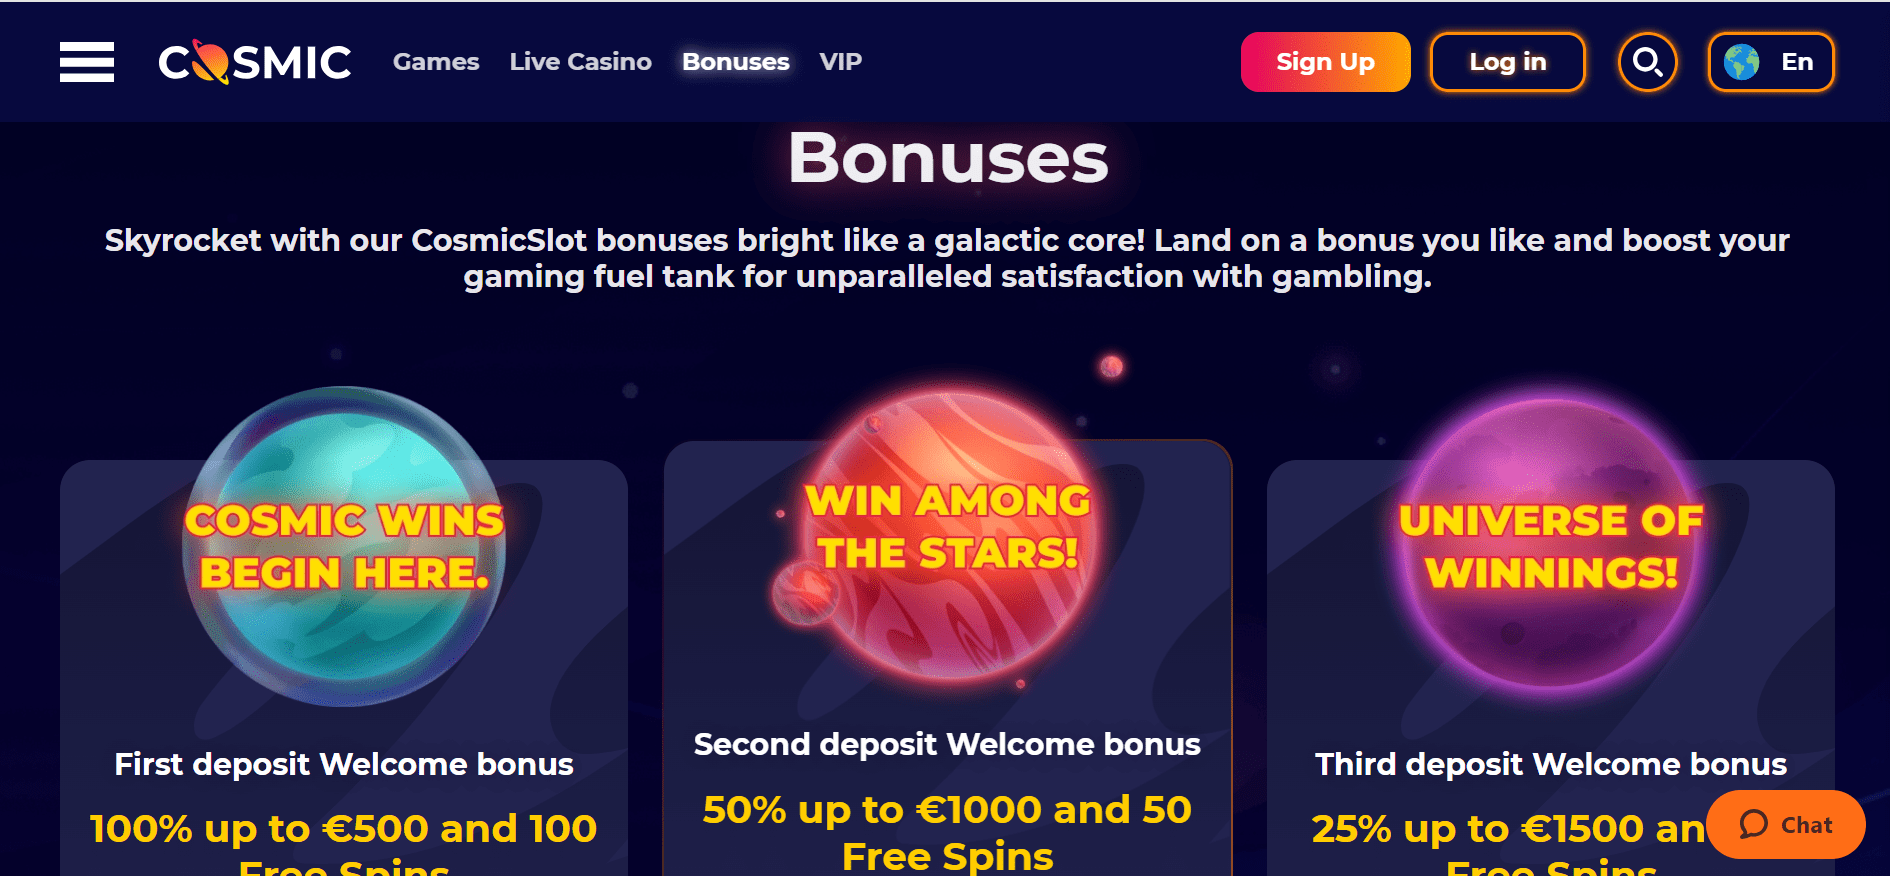 COSMIC Games Live Casino Bonuses VIP Sign Up Log in En
Bonuses
Skyrocket with our CosmicSlot bonuses bright like a galactic core! Land on a bonus you like and boost your
gaming fuel tank for unparalleled satisfaction with gambling.
COSMIC WINS
BEGIN HERE.
First deposit Welcome bonus
100% up to €500 and 100
Free Spins
WIN AMONG
THE STARS!
Second deposit Welcome bonus
50% up to €1000 and 50
Free Spins
UNIVERSE OF
WINNINGS!
Third deposit Welcome bonus
25% up to €1500 an
Free Spins
Chat